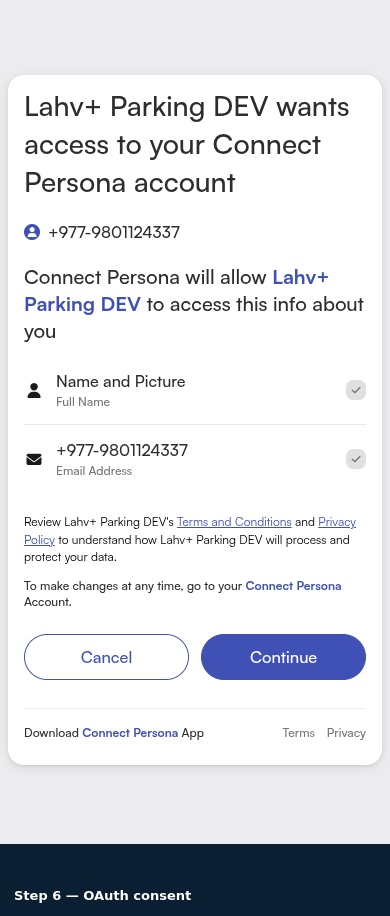 Lahv+ Parking DEV wants
access to your Connect
Persona account
+977-9801124337
Connect Persona will allow Lahv+
Parking DEV to access this info about
you
Name and Picture
Full Name
+977-9801124337
Email Address
Review Lahv+ Parking DEV's Terms and Conditions and Privacy
Policy to understand how Lahv+ Parking DEV will process and
protect your data.
To make changes at any time, go to your Connect Persona
Account.
Cancel
Continue
Download Connect Persona App
Terms Privacy
Step 6 — OAuth consent